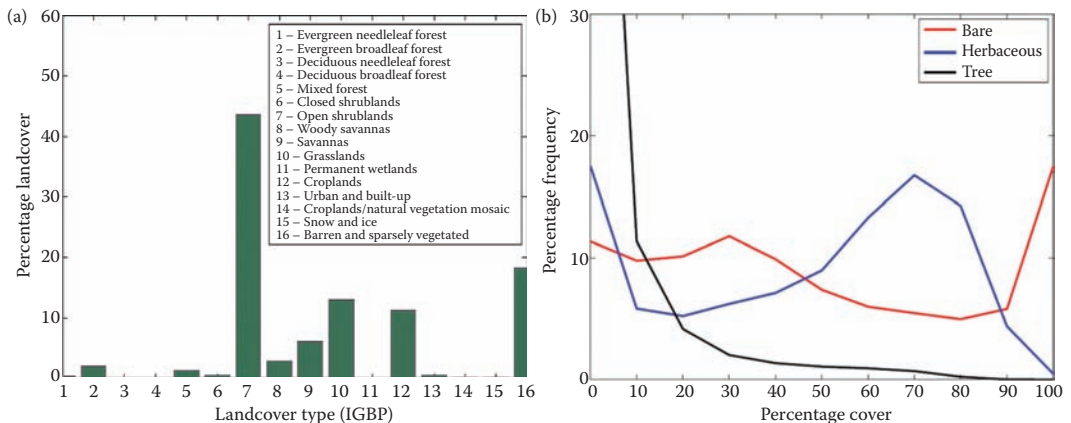 (a)
60
50
40
30
20
10
0
Percentage landcover
1 – Evergreen needleleaf forest
2 – Evergreen broadleaf forest
3 – Deciduous needleleaf forest
4 – Deciduous broadleaf forest
5 – Mixed forest
6 – Closed shrublands
7 – Open shrublands
8 – Woody savannas
9 – Savannas
10 – Grasslands
11 – Permanent wetlands
12 – Croplands
13 – Urban and built-up
14 – Croplands/natural vegetation mosaic
15 – Snow and ice
16 – Barren and sparsely vegetated
1 2 3 4 5 6 7 8 9 10 11 12 13 14 15 16
Landcover type (IGBP)
(b)
30
20
10
0
Percentage frequency
Bare
Herbaceous
Tree
0 10 20 30 40 50 60 70 80 90 100
Percentage cover